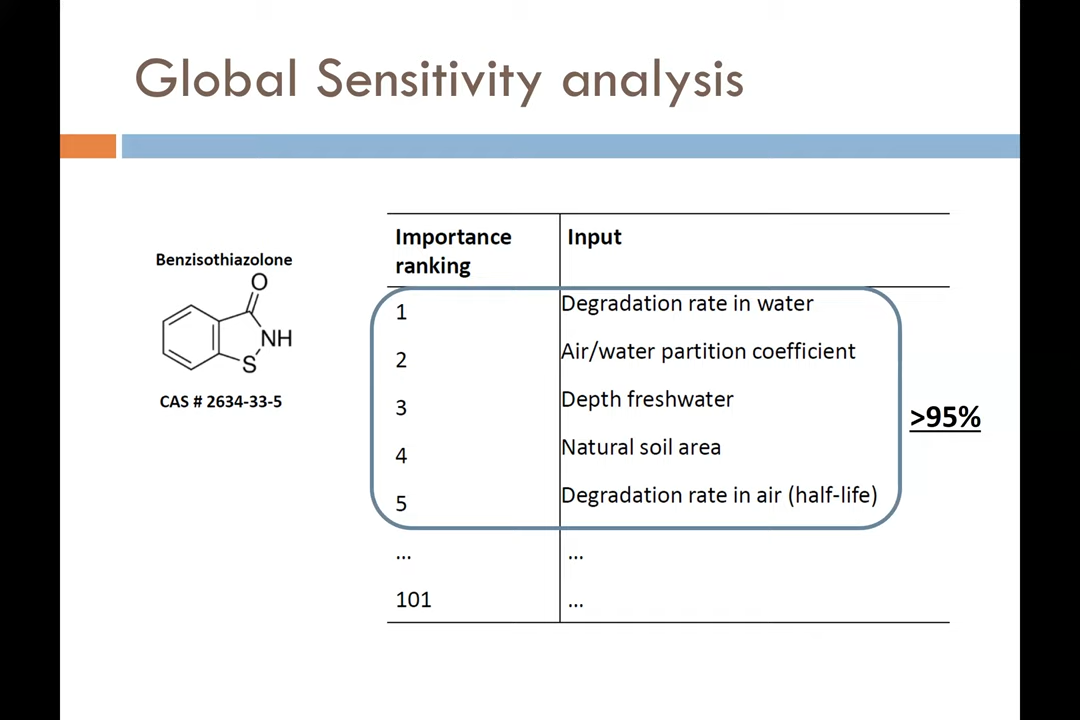 Global Sensitivity analysis
Benzisothiazolone
O
NH
S
CAS # 2634-33-5
Importance ranking Input
1 Degradation rate in water
2 Air/water partition coefficient
3 Depth freshwater
4 Natural soil area
5 Degradation rate in air (half-life)
>95%
... ...
101 ...